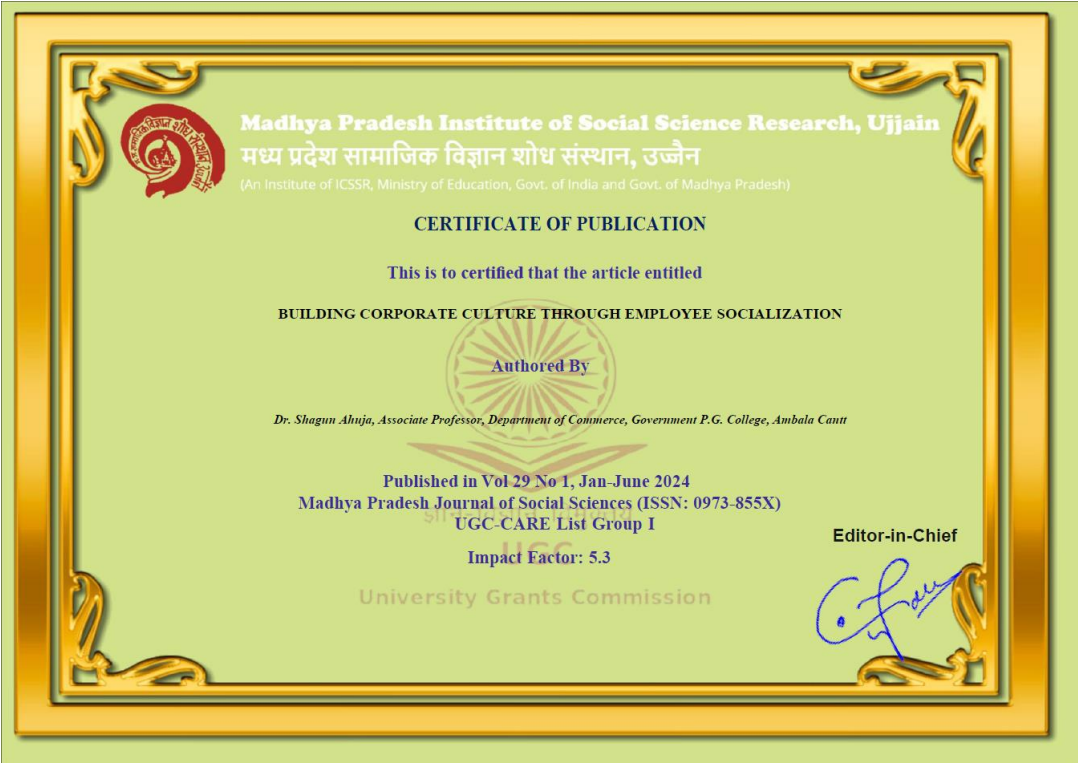 Madhya Pradesh Institute of Social Science Research, Ujjain
मध्य प्रदेश सामाजिक विज्ञान शोध संस्थान, उज्जैन
(An Institute of ICSSR, Ministry of Education, Govt. of India and Govt. of Madhya Pradesh)
CERTIFICATE OF PUBLICATION
This is to certified that the article entitled
BUILDING CORPORATE CULTURE THROUGH EMPLOYEE SOCIALIZATION
Authored By
Dr. Shagun Ahuja, Associate Professor, Department of Commerce, Government P.G. College, Ambala Cantt
Published in Vol 29 No 1, Jan-June 2024
Madhya Pradesh Journal of Social Sciences (ISSN: 0973-855X)
ज्ञान-विज्ञान विमुक्तये
UGC-CARE List Group I
Editor-in-Chief
UGC
Impact Factor: 5.3
University Grants Commission